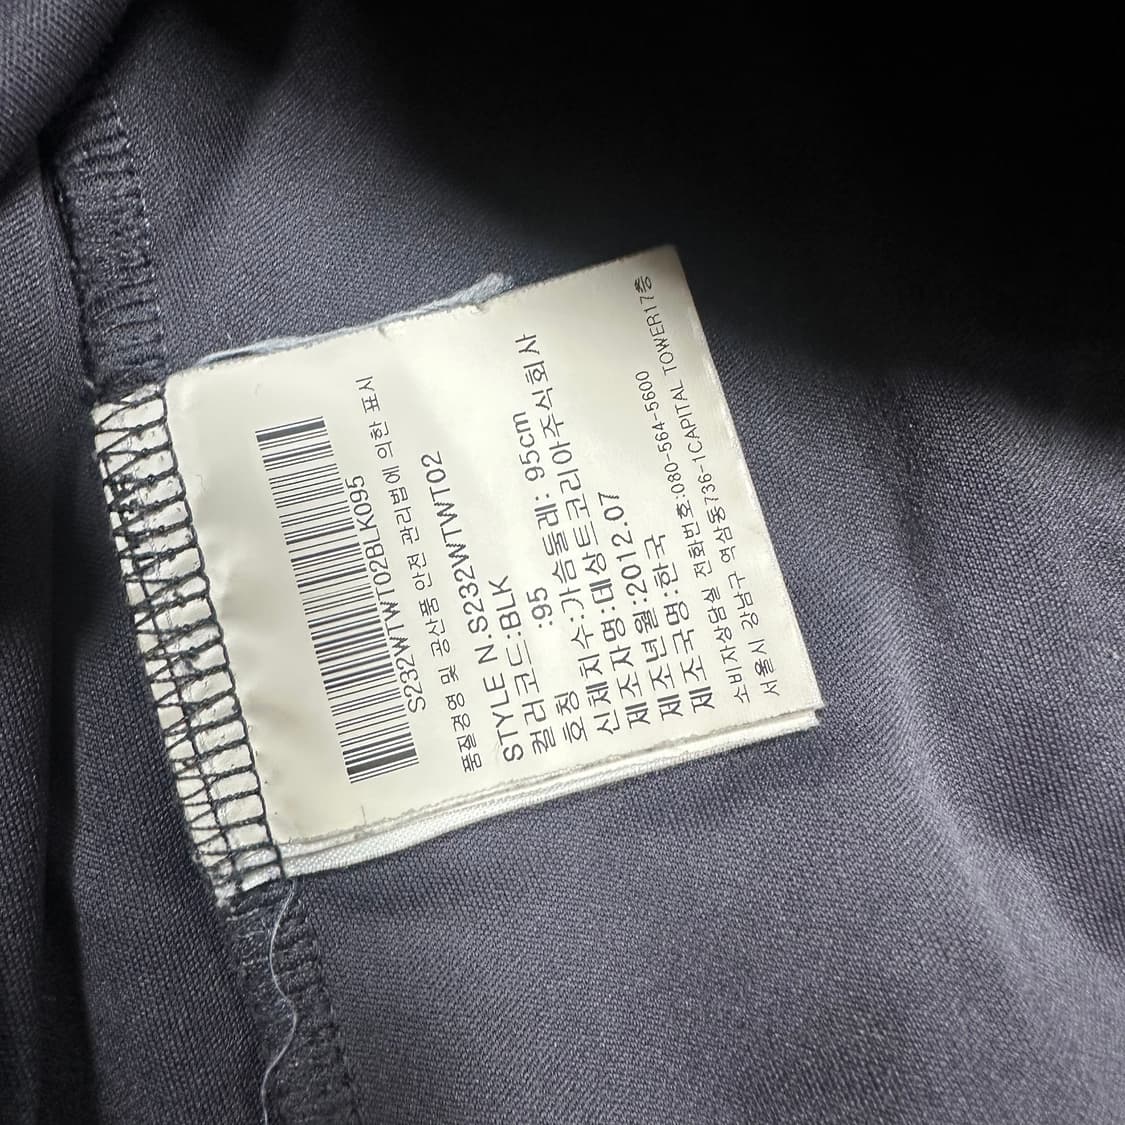 S232WTWT02BLK095
품질경영 및 공산품 안전 관리법에 의한 표시
STYLE N.S232WTWT02
컬러코드:BLK
호칭 :95
신체치수:가슴둘레: 95cm
제조자명:데상트코리아주식회사
제조년월:2012.07
제조국명:한국
소비자상담실 전화번호:080-564-5600
서울시 강남구 역삼동736-1CAPITAL TOWER17층